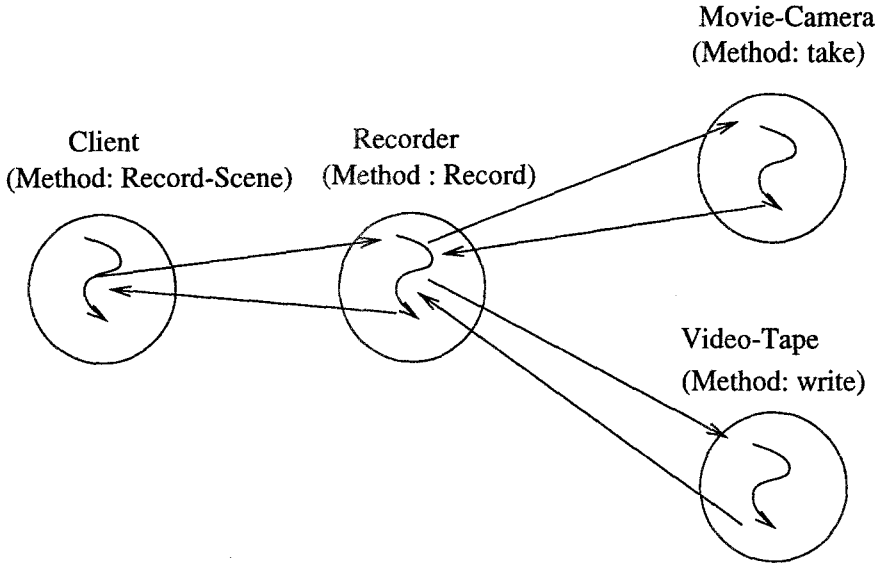 Movie-Camera
(Method: take)
Client
(Method: Record-Scene)
Recorder
(Method : Record)
Video-Tape
(Method: write)